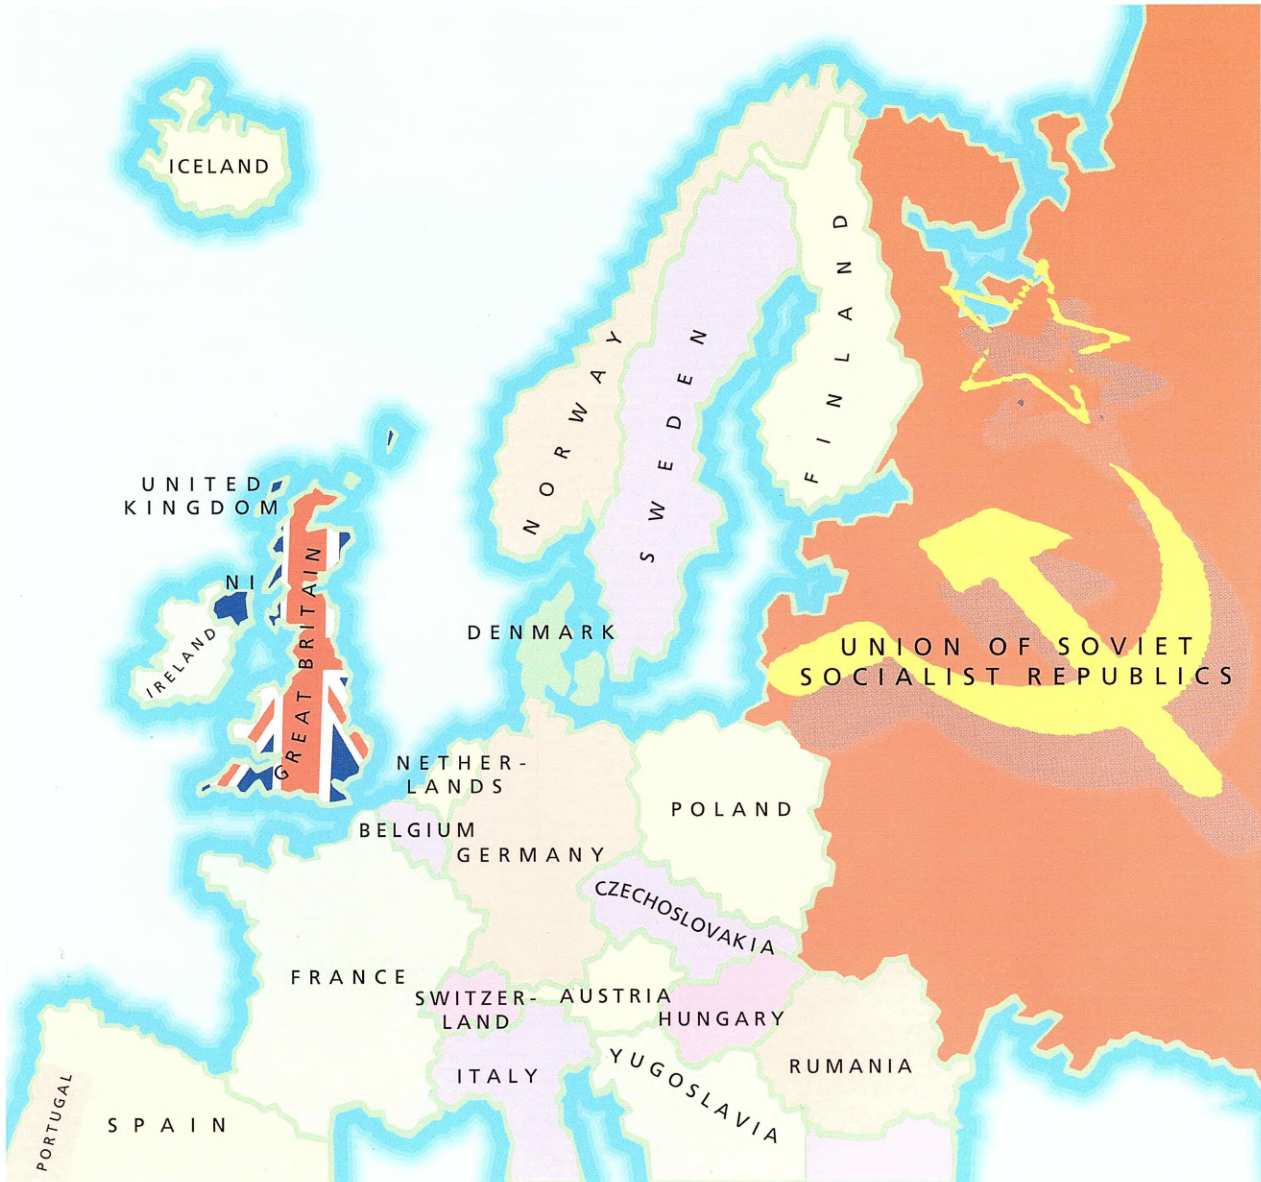 ICELAND
FINLAND
NORWAY
SWEDEN
UNITED
KINGDOM
NI
GREAT BRITAIN
IRELAND
DENMARK
UNION OF SOVIET
SOCIALIST REPUBLICS
NETHER-
LANDS
BELGIUM
GERMANY
POLAND
CZECHOSLOVAKIA
FRANCE
SWITZER-
LAND
AUSTRIA
HUNGARY
ITALY
YUGOSLAVIA
RUMANIA
PORTUGAL
SPAIN